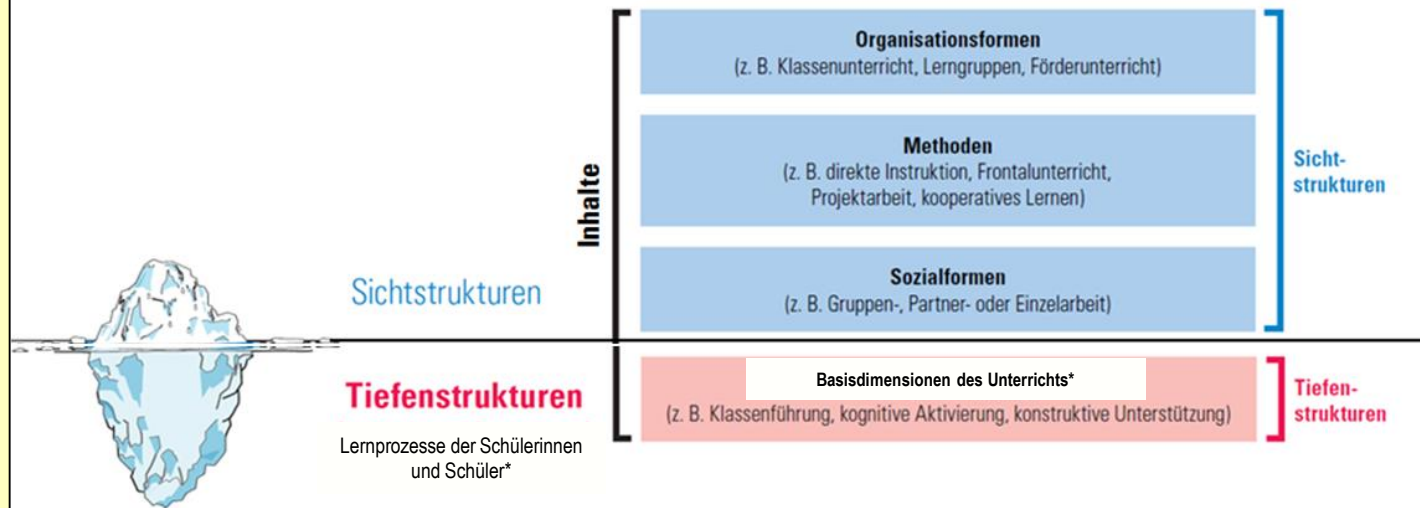 Organisationsformen
(z. B. Klassenunterricht, Lerngruppen, Förderunterricht)
Methoden
(z. B. direkte Instruktion, Frontalunterricht,
Projektarbeit, kooperatives Lernen)
Sozialformen
(z. B. Gruppen-, Partner- oder Einzelarbeit)
Inhalte
Sicht-
strukturen
Sichtstrukturen
Tiefenstrukturen
Lernprozesse der Schülerinnen
und Schüler*
Basisdimensionen des Unterrichts*
(z. B. Klassenführung, kognitive Aktivierung, konstruktive Unterstützung)
Tiefen-
strukturen